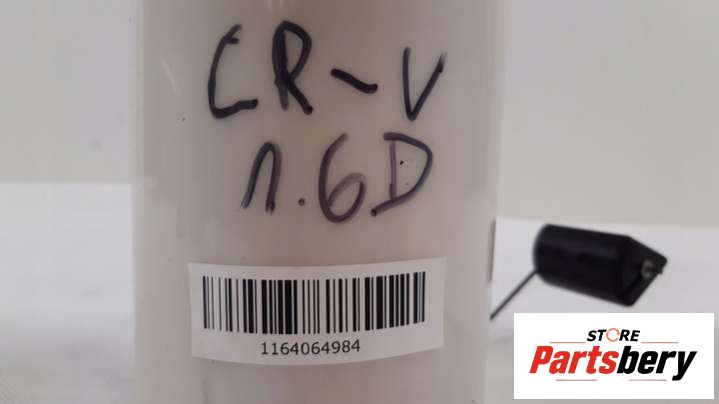 CR-V
1.6D
1164064984
STORE
Partsbery